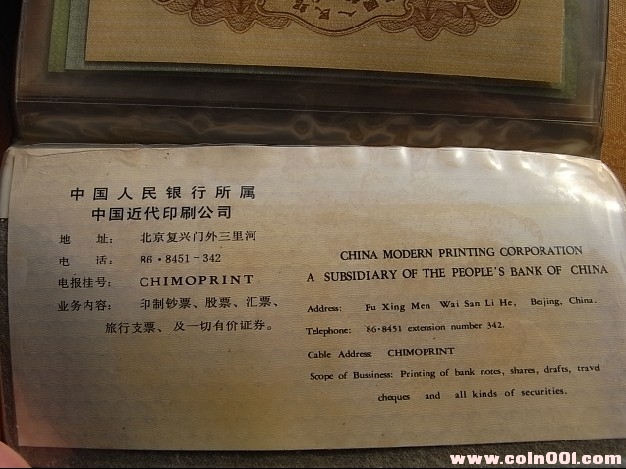 中国人民银行所属
中国近代印刷公司
地 址: 北京复兴门外三里河
电 话: 86·8451-342
电报挂号: CHIMOPRINT
业务内容: 印制钞票、股票、汇票、
旅行支票、及一切有价证券。
CHINA MODERN PRINTING CORPORATION
A SUBSIDIARY OF THE PEOPLE'S BANK OF CHINA
Address: Fu Xing Men Wai San Li He, Beijing, China.
Telephone: 86·8451 extension number 342.
Cable Address: CHIMOPRINT
Scope of Bussiness: Printing of bank notes, shares, drafts, travel
cheques and all kinds of securities.
www.coin001.com